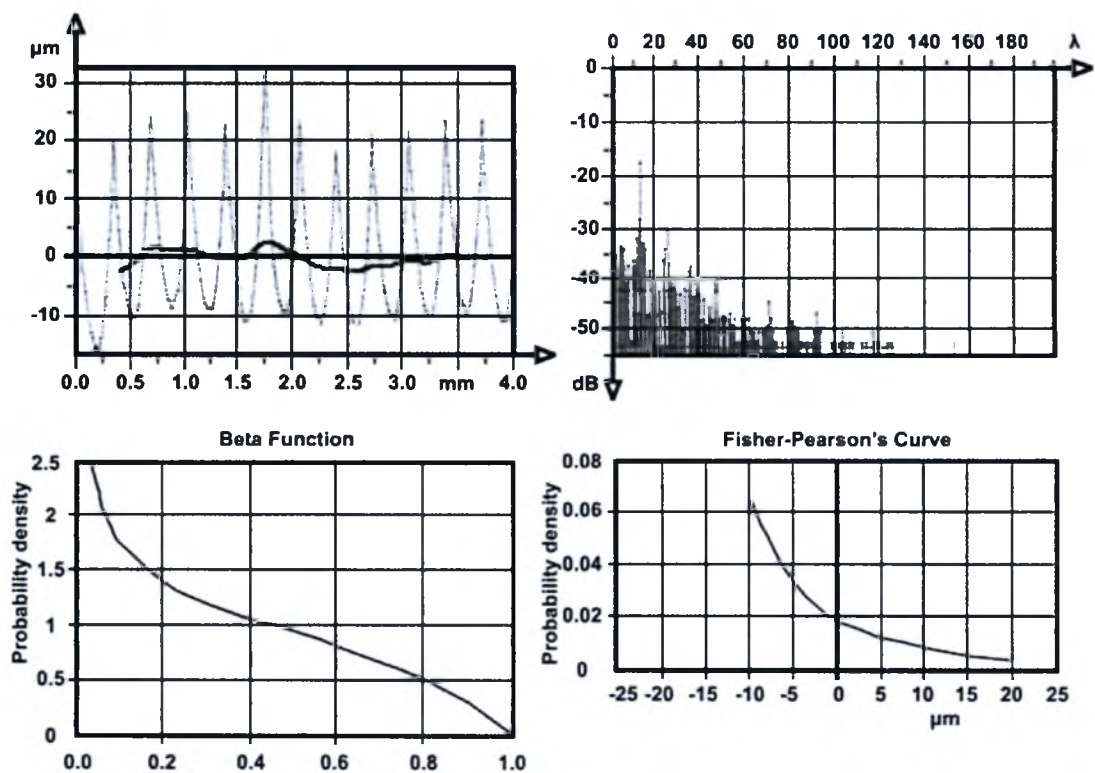 µm
30
20
10
0
-10
0.0 0.5 1.0 1.5 2.0 2.5 3.0 mm 4.0
0 20 40 60 80 100 120 140 160 180 λ
0
-10
-20
-30
-40
-50
dB
Beta Function
Probability density
2.5
2
1.5
1
0.5
0
0.0 0.2 0.4 0.6 0.8 1.0
Fisher-Pearson's Curve
Probability density
0.08
0.06
0.04
0.02
0
-25 -20 -15 -10 -5 0 5 10 15 20 25
µm